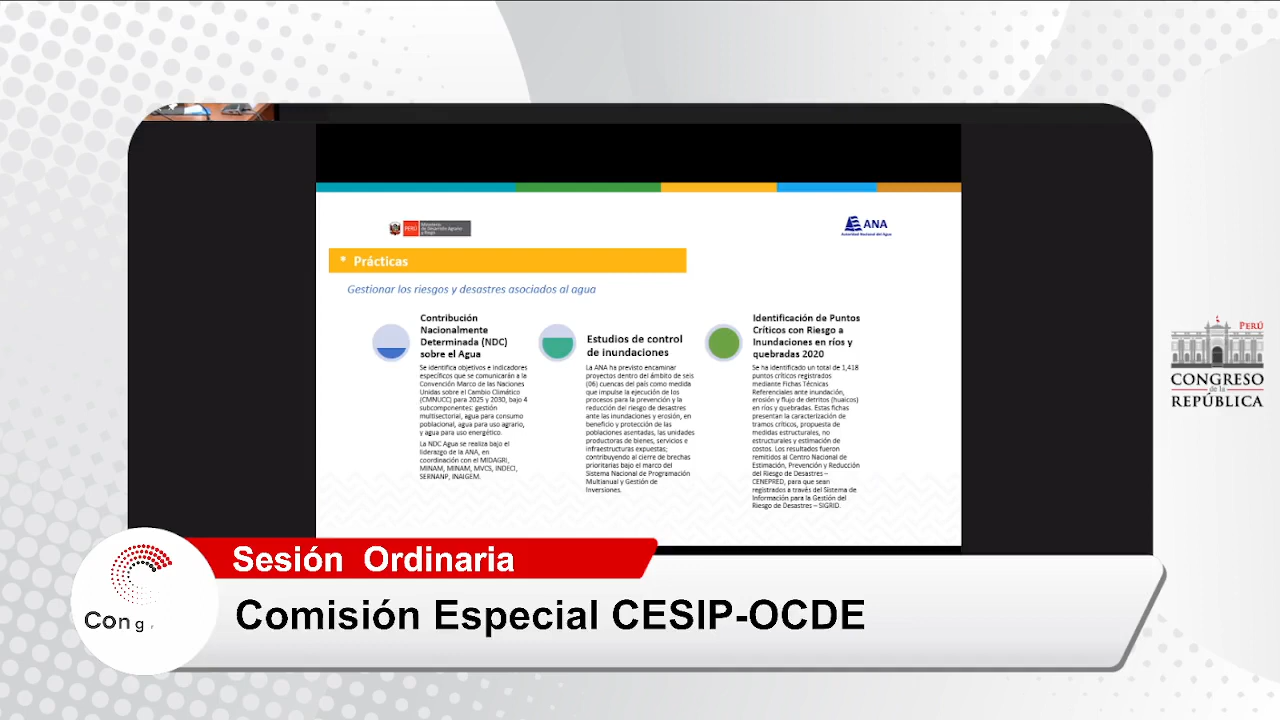 PERÚ
Ministerio
de Desarrollo Agrario
y Riego
ANA
Autoridad Nacional del Agua
* Prácticas
Gestionar los riesgos y desastres asociados al agua
Contribución
Nacionalmente
Determinada (NDC)
sobre el Agua
Se identifica objetivos e indicadores
específicos que se comunicarán a la
Convención Marco de las Naciones
Unidas sobre el Cambio Climático
(CMNUCC) para 2025 y 2030, bajo 4
subcomponentes: gestión
multisectorial, agua para consumo
poblacional, agua para uso agrario,
y agua para uso energético.
La NDC Agua se realiza bajo el
liderazgo de la ANA, en
coordinación con el MIDAGRI,
MINAM, MINAM, MVCS, INDECI,
SERNANP, INAIGEM.
Estudios de control
de inundaciones
La ANA ha previsto encaminar
proyectos dentro del ámbito de seis
(06) cuencas del país como medida
que impulse la ejecución de los
procesos para la prevención y la
reducción del riesgo de desastres
ante las inundaciones y erosión, en
beneficio y protección de las
poblaciones asentadas, las unidades
productoras de bienes, servicios e
infraestructuras expuestas;
contribuyendo al cierre de brechas
prioritarias bajo el marco del
Sistema Nacional de Programación
Multianual y Gestión de
Inversiones.
Identificación de Puntos
Críticos con Riesgo a
Inundaciones en ríos y
quebradas 2020
Se ha identificado un total de 1,418
puntos críticos registrados
mediante Fichas Técnicas
Referenciales ante inundación,
erosión y flujo de detritos (huaicos)
en ríos y quebradas. Estas fichas
presentan la caracterización de
tramos críticos, propuesta de
medidas estructurales, no
estructurales y estimación de
costos. Los resultados fueron
remitidos al Centro Nacional de
Estimación, Prevención y Reducción
del Riesgo de Desastres –
CENEPRED, para que sean
registrados a través del Sistema de
Información para la Gestión del
Riesgo de Desastres – SIGRID.
PERÚ
CONGRESO
de la
REPÚBLICA
Congr
Sesión Ordinaria
Comisión Especial CESIP-OCDE